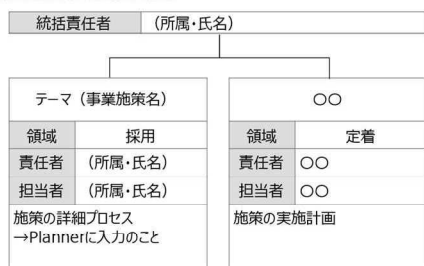 統括責任者 (所属・氏名)
テーマ（事業施策名）
領域 採用
責任者 （所属・氏名）
担当者 （所属・氏名）
施策の詳細プロセス
→Plannerに入力のこと
○○
領域 定着
責任者 ○○
担当者 ○○
施策の実施計画